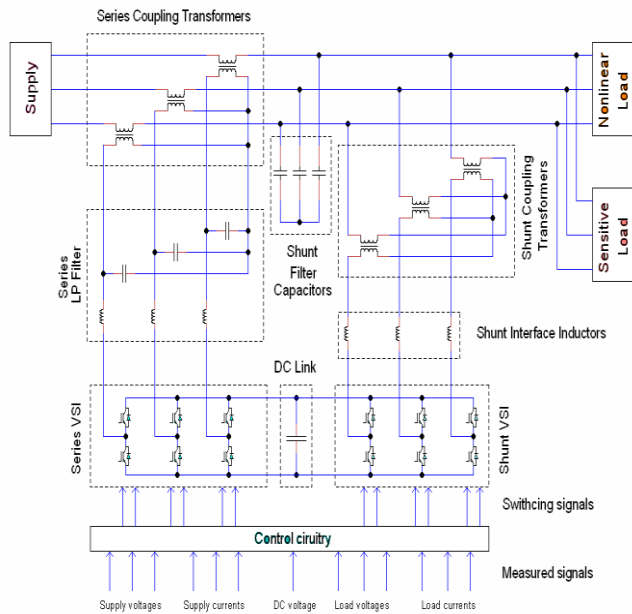 Series Coupling Transformers
Supply
Nonlinear
Load
Shunt
Filter
Capacitors
Shunt Coupling
Transformers
Sensitive
Load
Series
LP Filter
Shunt Interface Inductors
DC Link
Series VSI
Shunt VSI
Swithcing signals
Control ciruitry
Measured signals
Supply voltages
Supply currents
DC voltage
Load voltages
Load currents